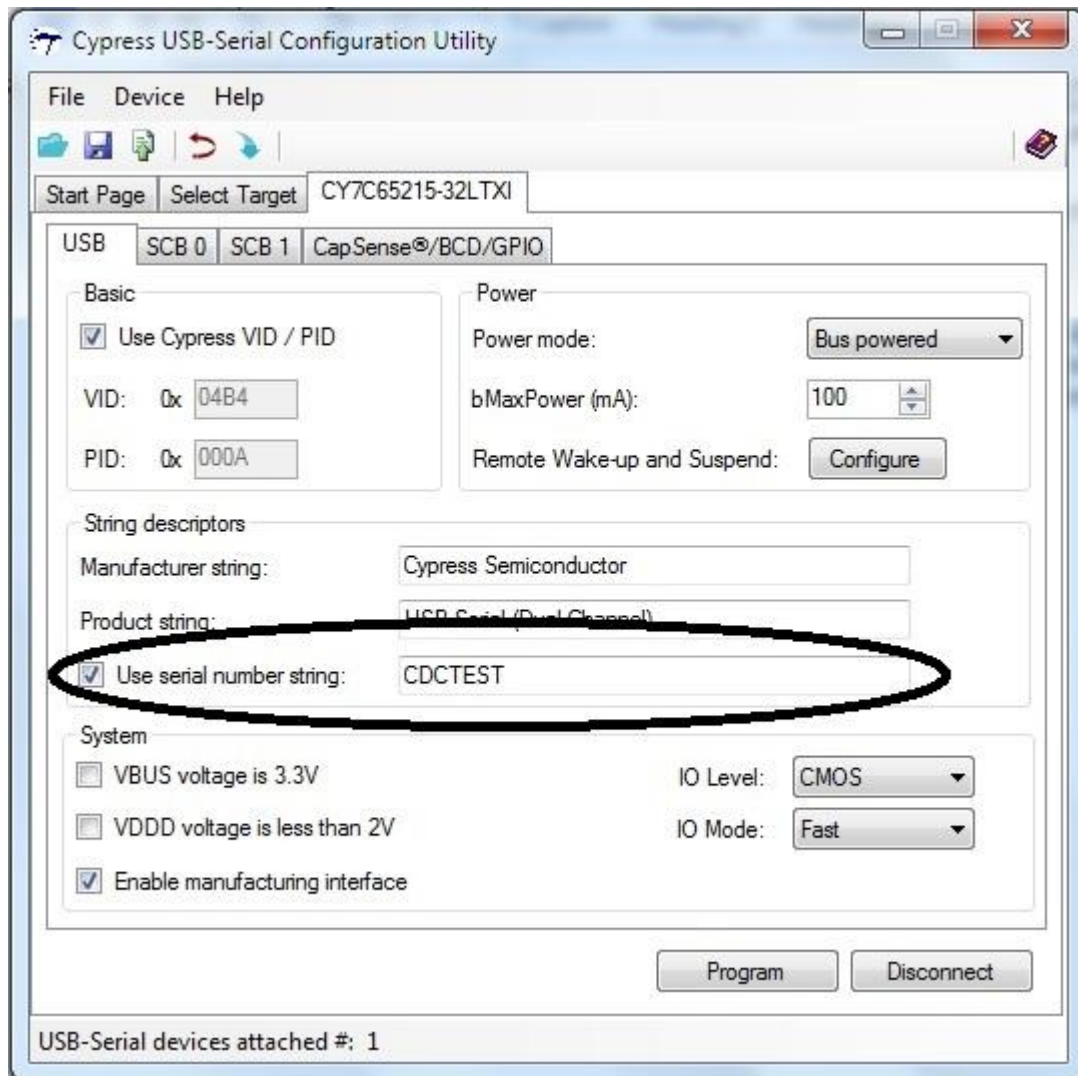 Cypress USB-Serial Configuration Utility
File Device Help
Start Page Select Target CY7C65215-32LTXI
USB SCB 0 SCB 1 CapSense®/BCD/GPIO
Basic
Use Cypress VID / PID
VID: 0x 04B4
PID: 0x 000A
Power
Power mode: Bus powered
bMaxPower (mA): 100
Remote Wake-up and Suspend: Configure
String descriptors
Manufacturer string: Cypress Semiconductor
Product string: USB-Serial (Dual Channel)
Use serial number string: CDCTEST
System
VBUS voltage is 3.3V
VDDD voltage is less than 2V
Enable manufacturing interface
IO Level: CMOS
IO Mode: Fast
Program Disconnect
USB-Serial devices attached #: 1